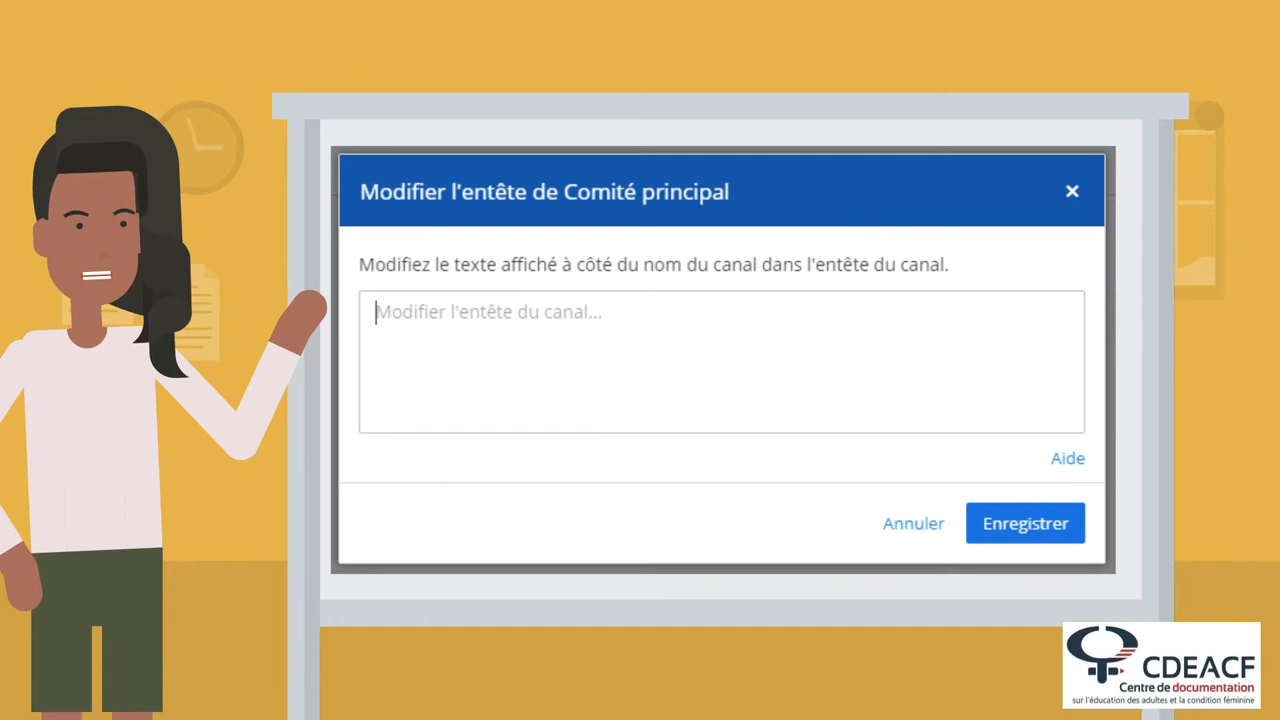 Modifier l'entête de Comité principal
Modifiez le texte affiché à côté du nom du canal dans l'entête du canal.
Modifier l'entête du canal...
Aide
Annuler
Enregistrer
CDEACF
Centre de documentation
sur l'éducation des adultes et la condition féminine